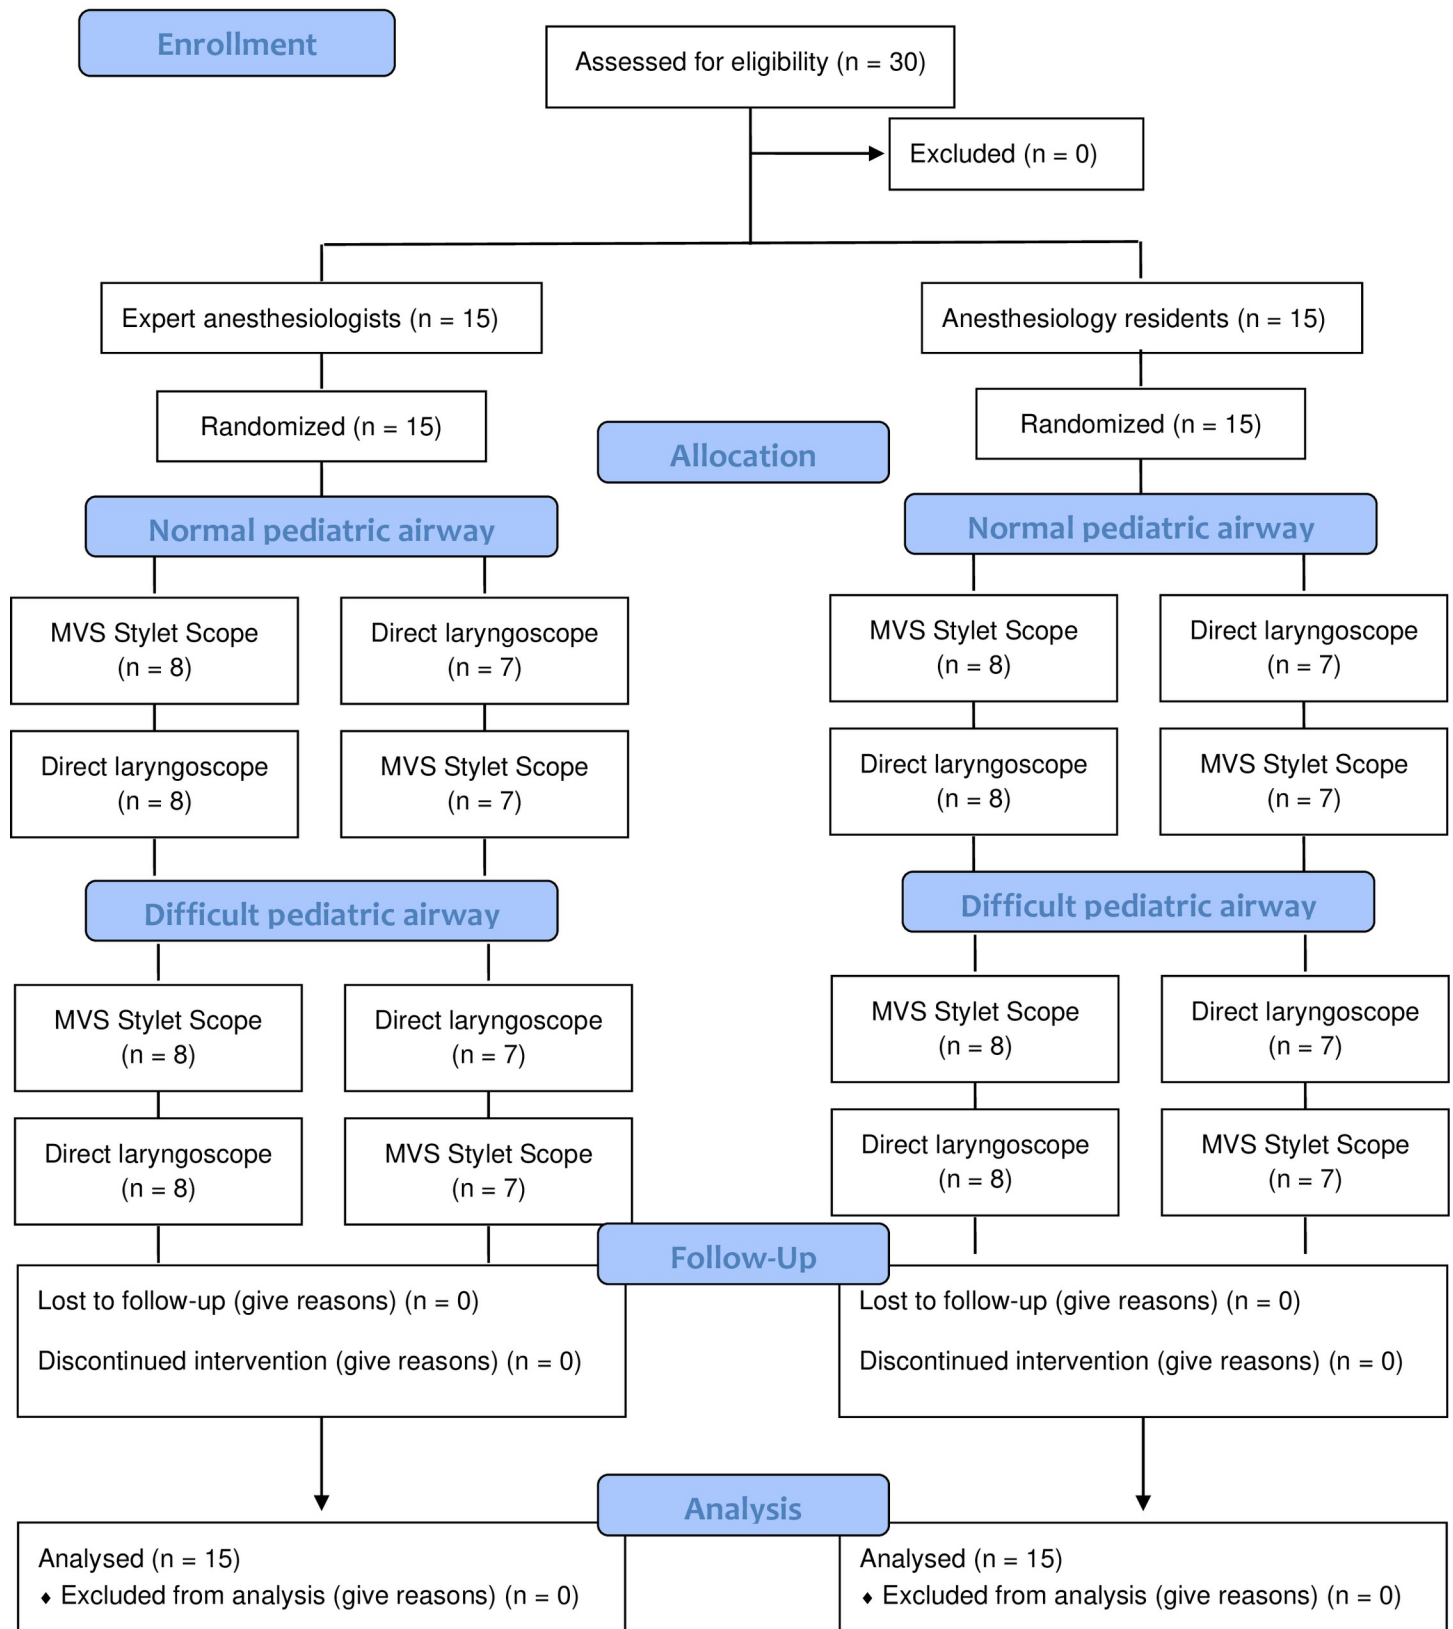 Enrollment
Assessed for eligibility (n = 30)
Excluded (n = 0)
Expert anesthesiologists (n = 15)
Anesthesiology residents (n = 15)
Randomized (n = 15)
Randomized (n = 15)
Allocation
Normal pediatric airway
Normal pediatric airway
MVS Stylet Scope
(n = 8)
Direct laryngoscope
(n = 7)
MVS Stylet Scope
(n = 8)
Direct laryngoscope
(n = 7)
Direct laryngoscope
(n = 8)
MVS Stylet Scope
(n = 7)
Direct laryngoscope
(n = 8)
MVS Stylet Scope
(n = 7)
Difficult pediatric airway
Difficult pediatric airway
MVS Stylet Scope
(n = 8)
Direct laryngoscope
(n = 7)
MVS Stylet Scope
(n = 8)
Direct laryngoscope
(n = 7)
Direct laryngoscope
(n = 8)
MVS Stylet Scope
(n = 7)
Direct laryngoscope
(n = 8)
MVS Stylet Scope
(n = 7)
Follow-Up
Lost to follow-up (give reasons) (n = 0)
Discontinued intervention (give reasons) (n = 0)
Lost to follow-up (give reasons) (n = 0)
Discontinued intervention (give reasons) (n = 0)
Analysis
Analysed (n = 15)
♦ Excluded from analysis (give reasons) (n = 0)
Analysed (n = 15)
♦ Excluded from analysis (give reasons) (n = 0)